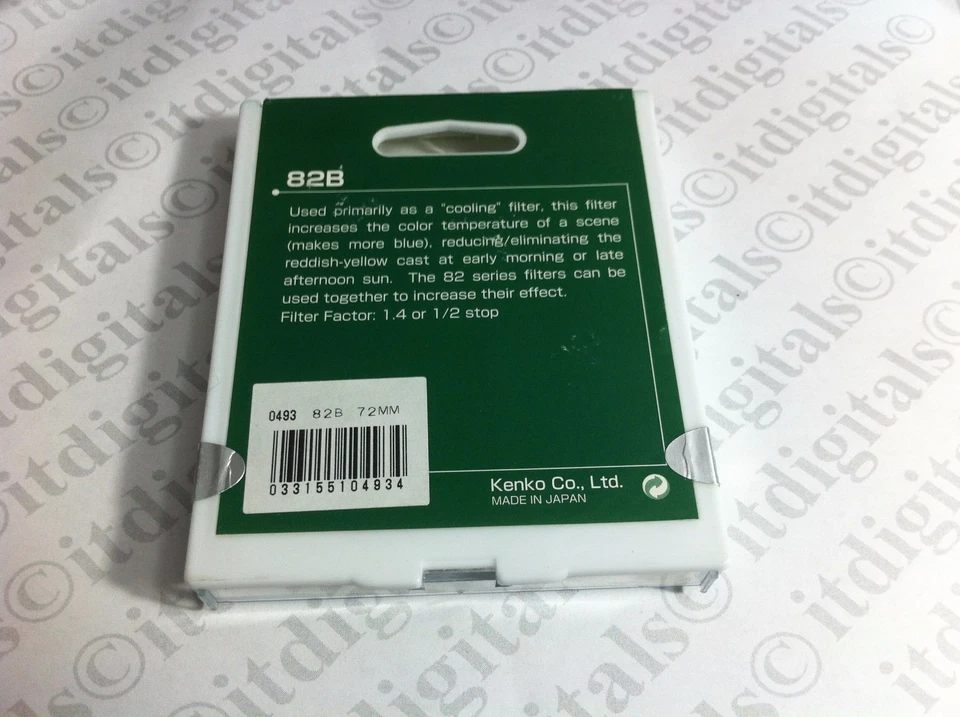 82B
Used primarily as a "cooling" filter, this filter
increases the color temperature of a scene
(makes more blue), reducing/eliminating the
reddish-yellow cast at early morning or late
afternoon sun. The 82 series filters can be
used together to increase their effect.
Filter Factor: 1.4 or 1/2 stop
0493 82B 72MM
033155104934
Kenko Co., Ltd.
MADE IN JAPAN
©itdigitals©itdigitals©